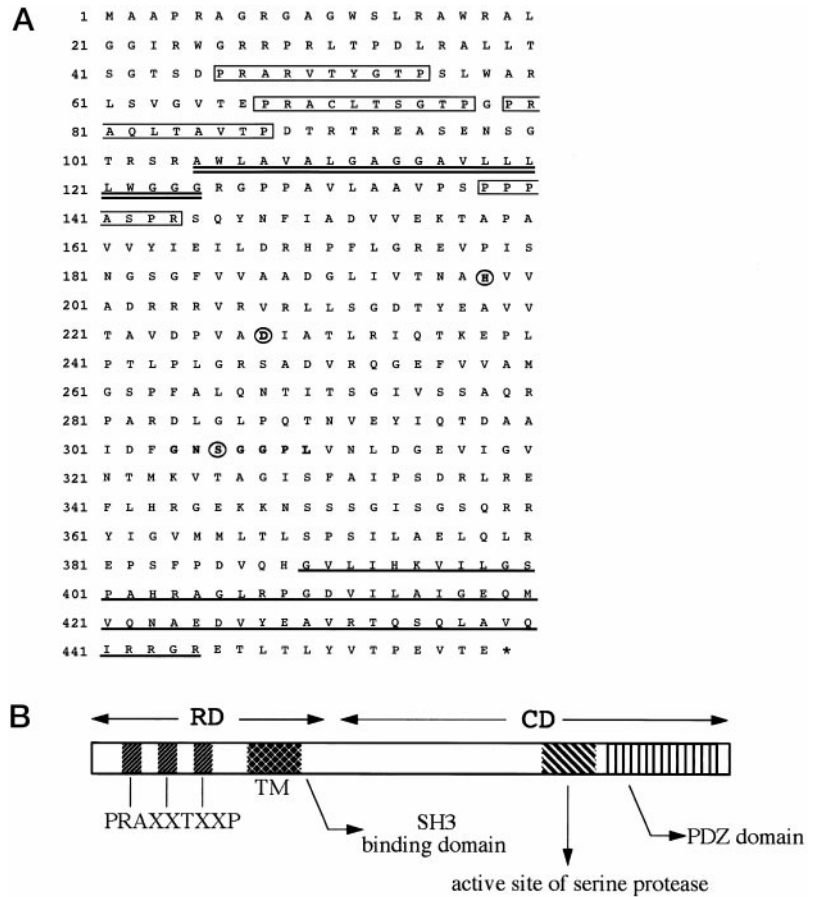 A
1 M A A P R A G R G A G W S L R A W R A L
21 G G I R W G R R P R L T P D L R A L L T
41 S G T S D P R A R V T Y G T P S L W A R
61 L S V G V T E P R A C L T S G T P G P R
81 A Q L T A V T P D T R T R E A S E N S G
101 T R S R A W L A V A L G A G G A V L L L
121 L W G G G R G P P A V L A A V P S P P P
141 A S P R S Q Y N F I A D V V E K T A P A
161 V V Y I E I L D R H P F L G R E V P I S
181 N G S G F V V A A D G L I V T N A H V V
201 A D R R R V R V R L L S G D T Y E A V V
221 T A V D P V A D I A T L R I Q T K E P L
241 P T L P L G R S A D V R Q G E F V V A M
261 G S P F A L Q N T I T S G I V S S A Q R
281 P A R D L G L P Q T N V E Y I Q T D A A
301 I D F G N S G G P L V N L D G E V I G V
321 N T M K V T A G I S F A I P S D R L R E
341 F L H R G E K K N S S S G I S G S Q R R
361 Y I G V M M L T L S P S I L A E L Q L R
381 E P S F P D V Q H G V L I H K V I L G S
401 P A H R A G L R P G D V I L A I G E Q M
421 V Q N A E D V Y E A V R T Q S Q L A V Q
441 I R R G R E T L T L Y V T P E V T E *
B
RD CD
TM
PRAXXTXXP
SH3
binding domain
PDZ domain
active site of serine protease